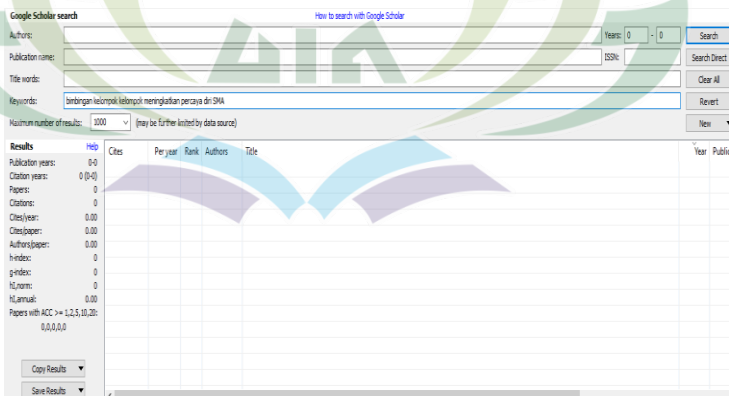 Google Scholar search How to search with Google Scholar
Authors: Years: 0 - 0 Search
Publication name: ISSN: Search Direct
Title words: Clear All
Keywords: bimbingan kelompok kelompok meningkatkan percaya diri SMA Revert
Maximum number of results: 1000 (may be further limited by data source) New
Results Help Cites Per year Rank Authors Title Year Public
Publication years: 0-0
Citation years: 0 (0-0)
Papers: 0
Citations: 0
Cites/year: 0.00
Cites/paper: 0.00
Authors/paper: 0.00
h-index: 0
g-index: 0
hI,norm: 0
hI,annual: 0.00
Papers with ACC >= 1,2,5,10,20:
0,0,0,0,0
Copy Results
Save Results